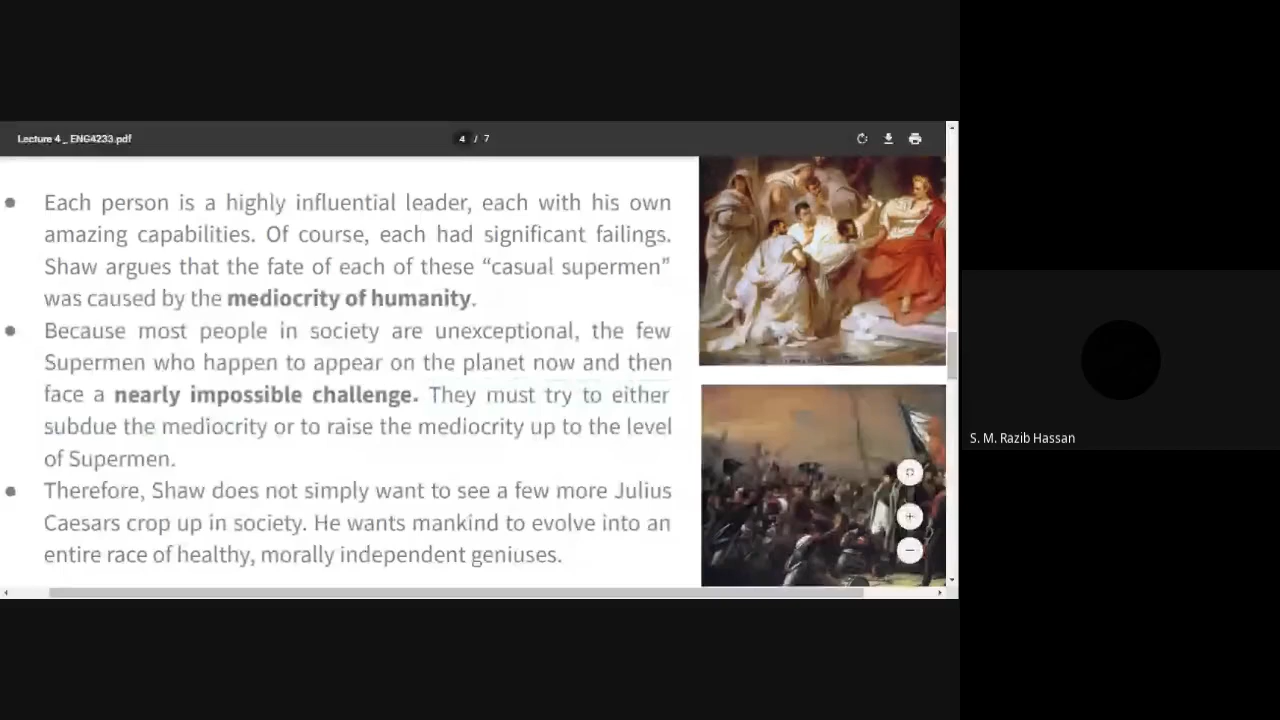 Lecture 4 _ ENG4233.pdf
4 / 7
• Each person is a highly influential leader, each with his own
amazing capabilities. Of course, each had significant failings.
Shaw argues that the fate of each of these “casual supermen”
was caused by the mediocrity of humanity.
• Because most people in society are unexceptional, the few
Supermen who happen to appear on the planet now and then
face a nearly impossible challenge. They must try to either
subdue the mediocrity or to raise the mediocrity up to the level
of Supermen.
• Therefore, Shaw does not simply want to see a few more Julius
Caesars crop up in society. He wants mankind to evolve into an
entire race of healthy, morally independent geniuses.
S. M. Razib Hassan